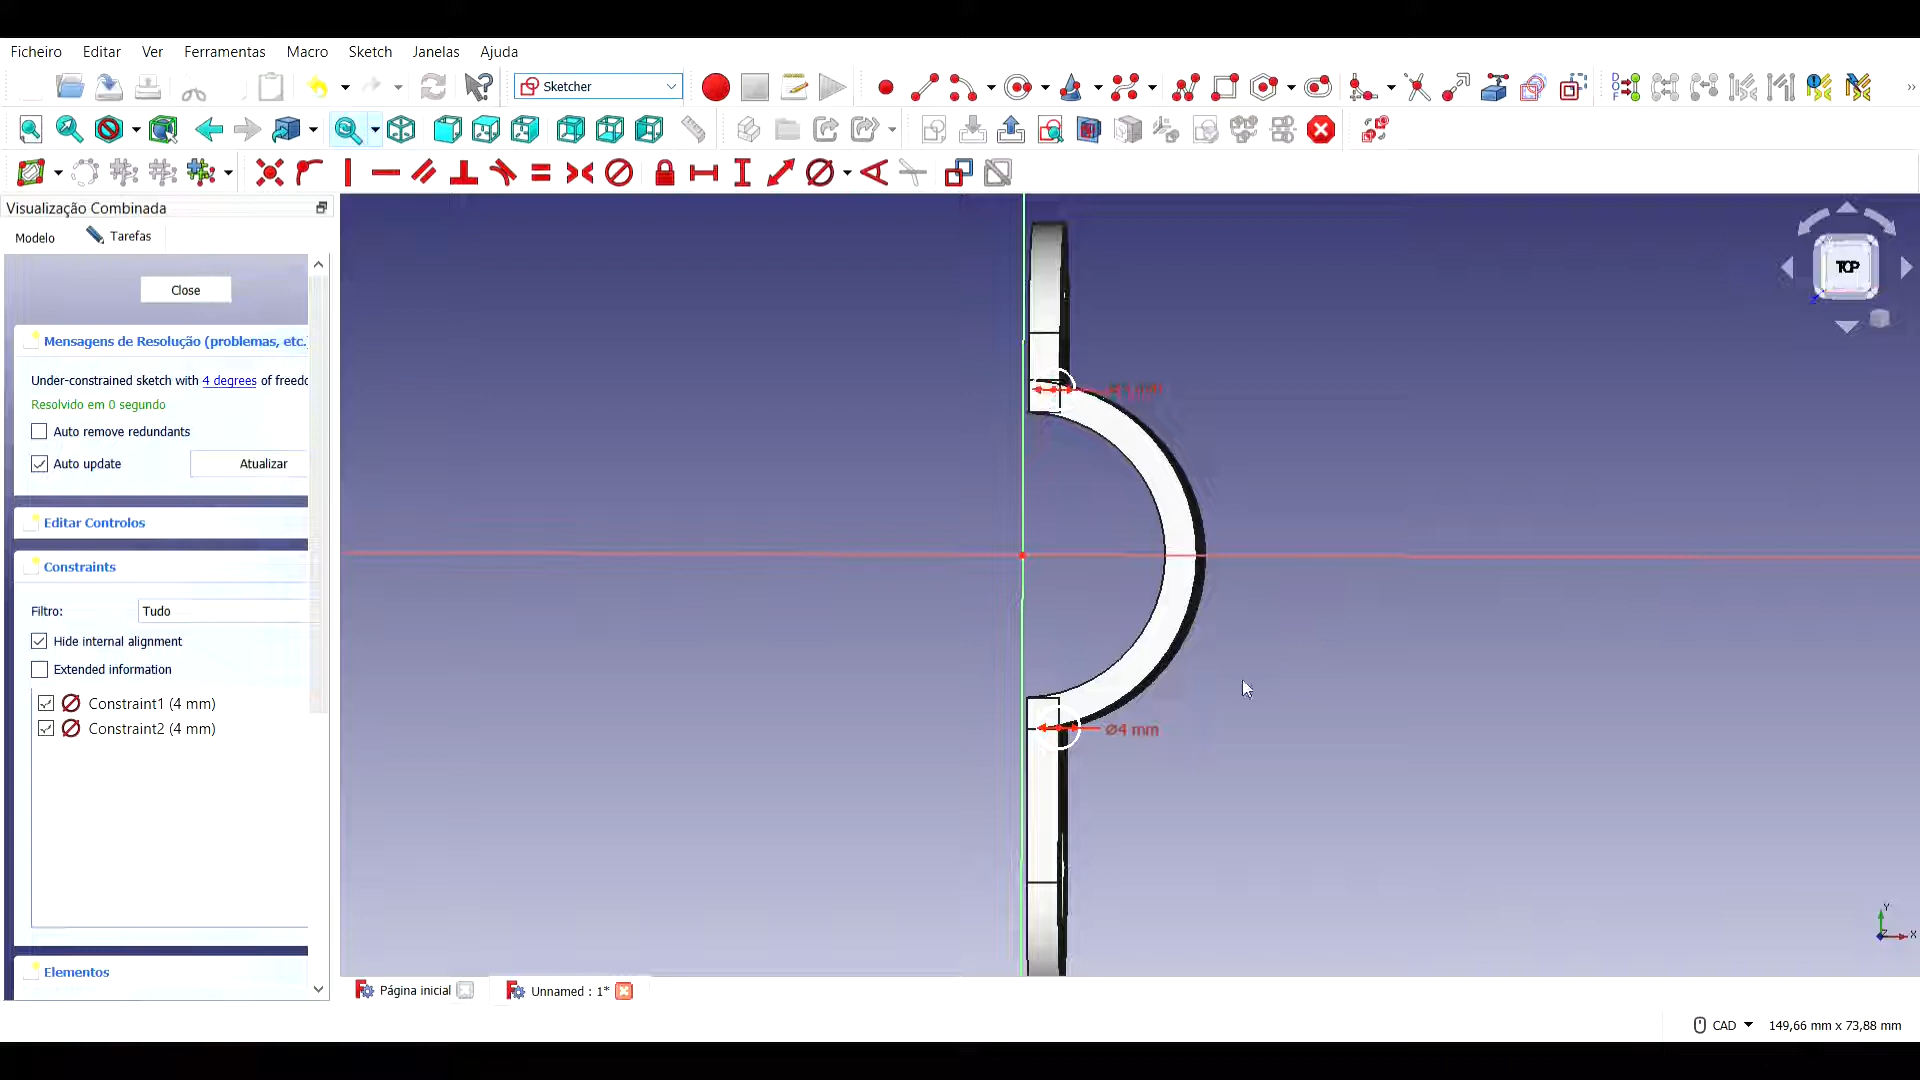 Ficheiro Editar Ver Ferramentas Macro Sketch Janelas Ajuda
Sketcher
Visualização Combinada
Modelo Tarefas
Close
Mensagens de Resolução (problemas, etc.
Under-constrained sketch with 4 degrees of freedo
Resolvido em 0 segundo
Auto remove redundants
Auto update Atualizar
Editar Controlos
Constraints
Filtro: Tudo
Hide internal alignment
Extended information
Constraint1 (4 mm)
Constraint2 (4 mm)
Elementos
TOP
Ø4 mm
Y
X
Z
Página inicial
Unnamed : 1*
CAD 149,66 mm x 73,88 mm